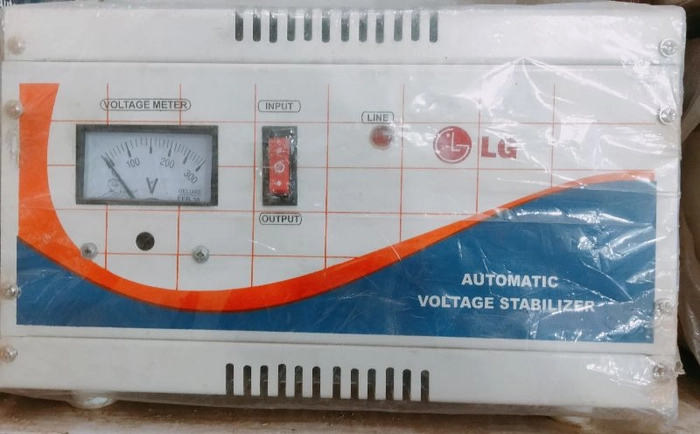 VOLTAGE METER
INPUT
LINE
LG
100
200
300
V
OUTPUT
AUTOMATIC
VOLTAGE STABILIZER